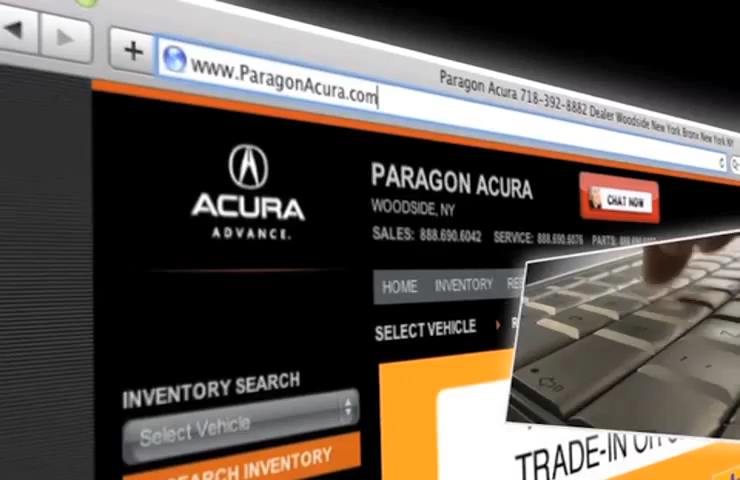 www.ParagonAcura.com
Paragon Acura 718-392-8882 Dealer Woodside New York Bronx New York NY
ACURA
ADVANCE.
PARAGON ACURA
WOODSIDE, NY
CHAT NOW
SALES: 888.690.6042 SERVICE: 888.690.6076 PARTS:
HOME INVENTORY
SELECT VEHICLE
INVENTORY SEARCH
Select Vehicle
SEARCH INVENTORY
TRADE-IN